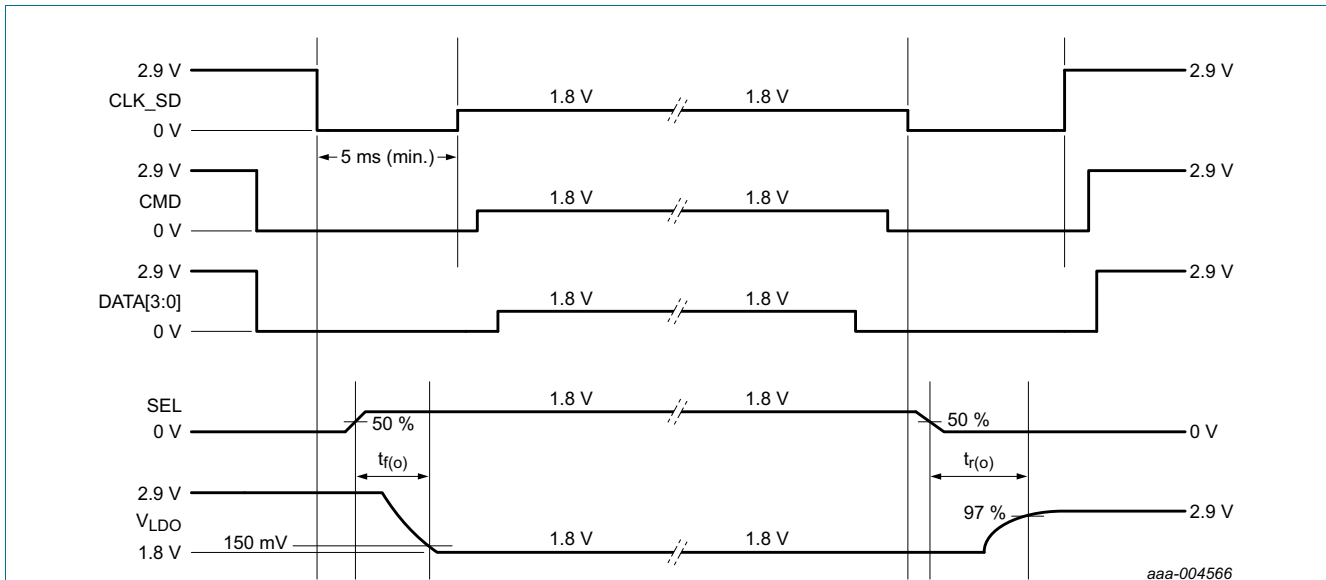 2.9 V
2.9 V
CLK_SD
1.8 V
1.8 V
0 V
5 ms (min.)
2.9 V
2.9 V
CMD
1.8 V
1.8 V
0 V
2.9 V
2.9 V
DATA[3:0]
1.8 V
1.8 V
0 V
SEL
1.8 V
1.8 V
50 %
50 %
0 V
0 V
tf(o)
tr(o)
2.9 V
97 %
2.9 V
VLDO
150 mV
1.8 V
1.8 V
1.8 V
aaa-004566